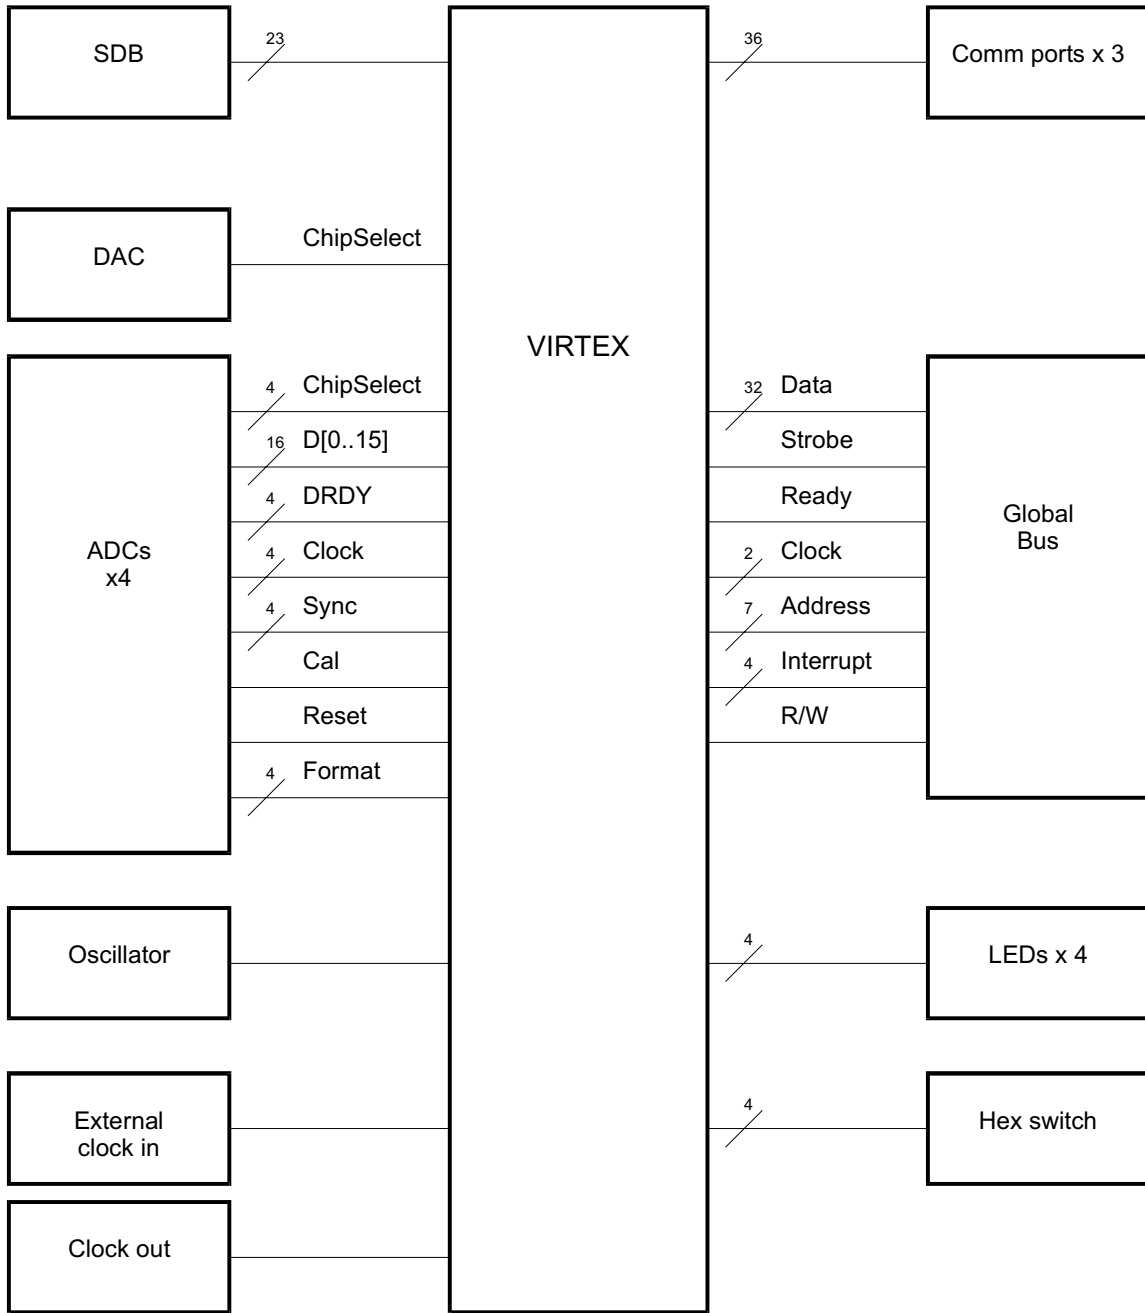 SDB
23
36
Comm ports x 3
DAC
ChipSelect
VIRTEX
4 ChipSelect
16 D[0..15]
4 DRDY
4 Clock
4 Sync
Cal
Reset
4 Format
ADCs
x4
32 Data
Strobe
Ready
2 Clock
7 Address
4 Interrupt
R/W
Global
Bus
Oscillator
4
LEDs x 4
External
clock in
4
Hex switch
Clock out